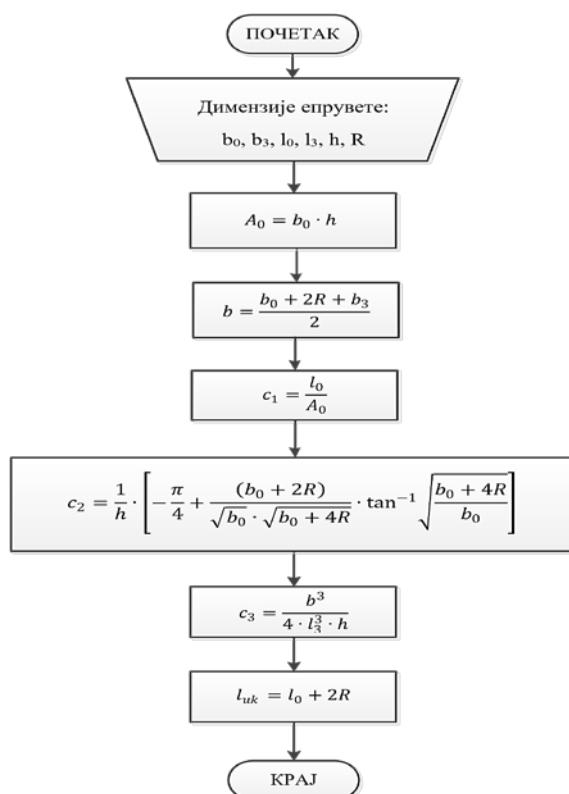 ПОЧЕТАК
Димензије епрувете:
b₀, b₃, l₀, l₃, h, R
A₀ = b₀ · h
b = (b₀ + 2R + b₃) / 2
c₁ = l₀ / A₀
c₂ = 1/h · [−π/4 + (b₀ + 2R) / (√b₀ · √(b₀ + 4R)) · tan⁻¹ √((b₀ + 4R) / b₀)]
c₃ = b³ / (4 · l₃³ · h)
l_uk = l₀ + 2R
КРАЈ